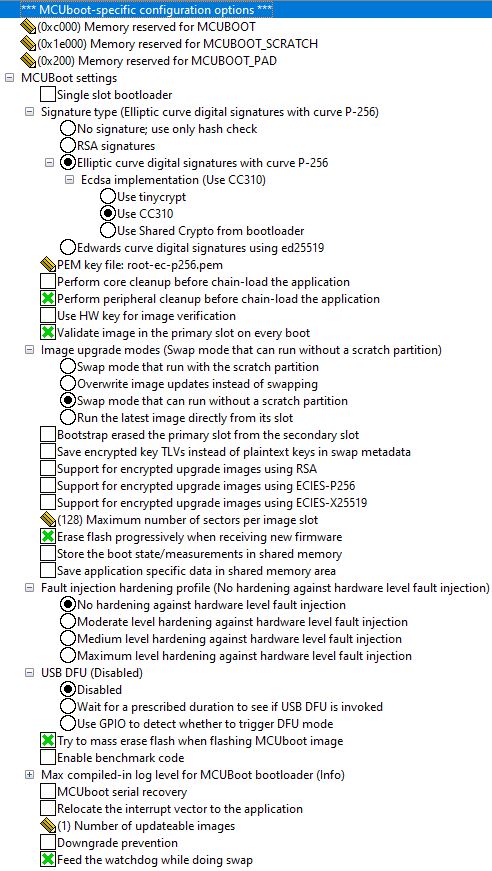 *** MCUboot-specific configuration options ***
(0xc000) Memory reserved for MCUBOOT
(0x1e000) Memory reserved for MCUBOOT_SCRATCH
(0x200) Memory reserved for MCUBOOT_PAD
MCUBoot settings
Single slot bootloader
Signature type (Elliptic curve digital signatures with curve P-256)
No signature; use only hash check
RSA signatures
Elliptic curve digital signatures with curve P-256
Ecdsa implementation (Use CC310)
Use tinycrypt
Use CC310
Use Shared Crypto from bootloader
Edwards curve digital signatures using ed25519
PEM key file: root-ec-p256.pem
Perform core cleanup before chain-load the application
Perform peripheral cleanup before chain-load the application
Use HW key for image verification
Validate image in the primary slot on every boot
Image upgrade modes (Swap mode that can run without a scratch partition)
Swap mode that run with the scratch partition
Overwrite image updates instead of swapping
Swap mode that can run without a scratch partition
Run the latest image directly from its slot
Bootstrap erased the primary slot from the secondary slot
Save encrypted key TLVs instead of plaintext keys in swap metadata
Support for encrypted upgrade images using RSA
Support for encrypted upgrade images using ECIES-P256
Support for encrypted upgrade images using ECIES-X25519
(128) Maximum number of sectors per image slot
Erase flash progressively when receiving new firmware
Store the boot state/measurements in shared memory
Save application specific data in shared memory area
Fault injection hardening profile (No hardening against hardware level fault injection)
No hardening against hardware level fault injection
Moderate level hardening against hardware level fault injection
Medium level hardening against hardware level fault injection
Maximum level hardening against hardware level fault injection
USB DFU (Disabled)
Disabled
Wait for a prescribed duration to see if USB DFU is invoked
Use GPIO to detect whether to trigger DFU mode
Try to mass erase flash when flashing MCUboot image
Enable benchmark code
Max compiled-in log level for MCUBoot bootloader (Info)
MCUBoot serial recovery
Relocate the interrupt vector to the application
(1) Number of updateable images
Downgrade prevention
Feed the watchdog while doing swap